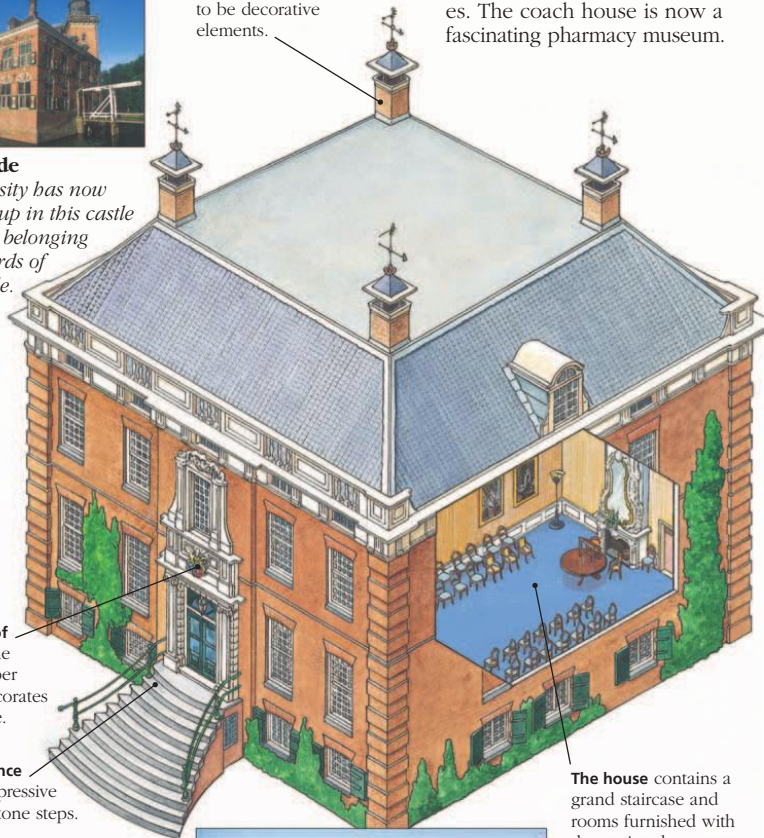 to be decorative
elements.
es. The coach house is now a
fascinating pharmacy museum.
de
sity has now
up in this castle
belonging
rds of
e.
of
e
per
corates
e.
nce
pressive
tone steps.
The house contains a
grand staircase and
rooms furnished with